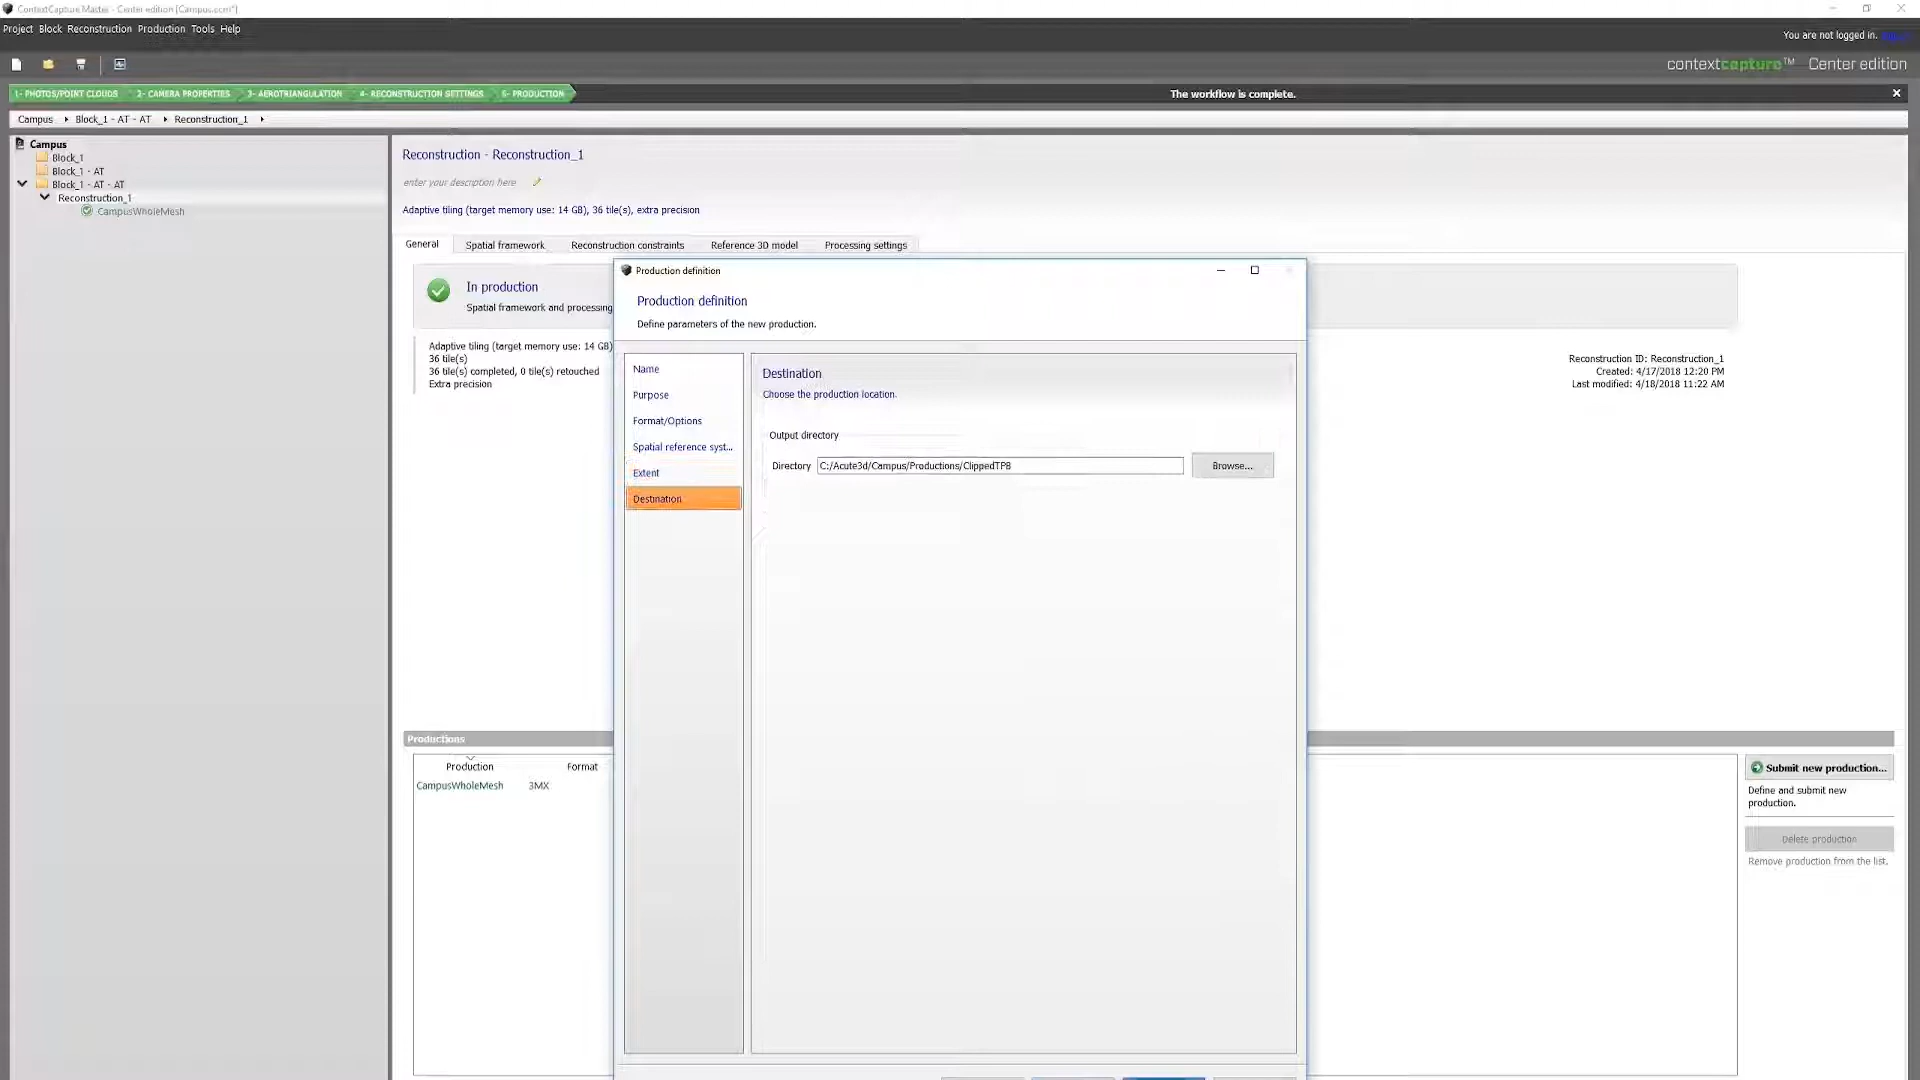 ContextCapture Master - Center edition [Campus.ccm*]
Project Block Reconstruction Production Tools Help
You are not logged in.
contextcapture™ Center edition
1- PHOTOS/POINT CLOUDS 2- CAMERA PROPERTIES 3- AEROTRIANGULATION 4- RECONSTRUCTION SETTINGS 5- PRODUCTION
The workflow is complete.
Campus Block_1 - AT - AT Reconstruction_1
Campus
Block_1
Block_1 - AT
Block_1 - AT - AT
Reconstruction_1
CampusWholeMesh
Reconstruction - Reconstruction_1
enter your description here
Adaptive tiling (target memory use: 14 GB), 36 tile(s), extra precision
General Spatial framework Reconstruction constraints Reference 3D model Processing settings
In production
Spatial framework and processing
Adaptive tiling (target memory use: 14 GB)
36 tile(s)
36 tile(s) completed, 0 tile(s) retouched
Extra precision
Reconstruction ID: Reconstruction_1
Created: 4/17/2018 12:20 PM
Last modified: 4/18/2018 11:22 AM
Production definition
Production definition
Define parameters of the new production.
Name
Purpose
Format/Options
Spatial reference syst...
Extent
Destination
Destination
Choose the production location.
Output directory
Directory C:/Acute3d/Campus/Productions/ClippedTPB Browse...
Productions
Production Format
CampusWholeMesh 3MX
Submit new production...
Define and submit new
production.
Delete production
Remove production from the list.